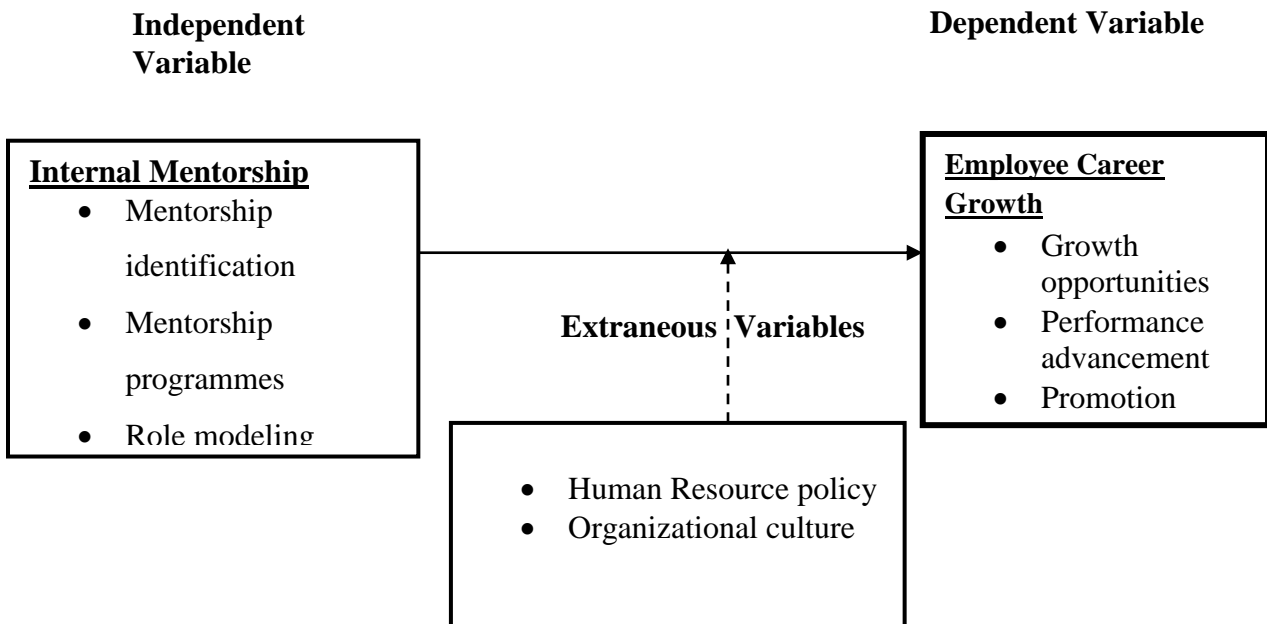 Independent
Variable
Dependent Variable
Internal Mentorship
• Mentorship
identification
• Mentorship
programmes
• Role modeling
Employee Career
Growth
• Growth
opportunities
• Performance
advancement
• Promotion
Extraneous Variables
• Human Resource policy
• Organizational culture